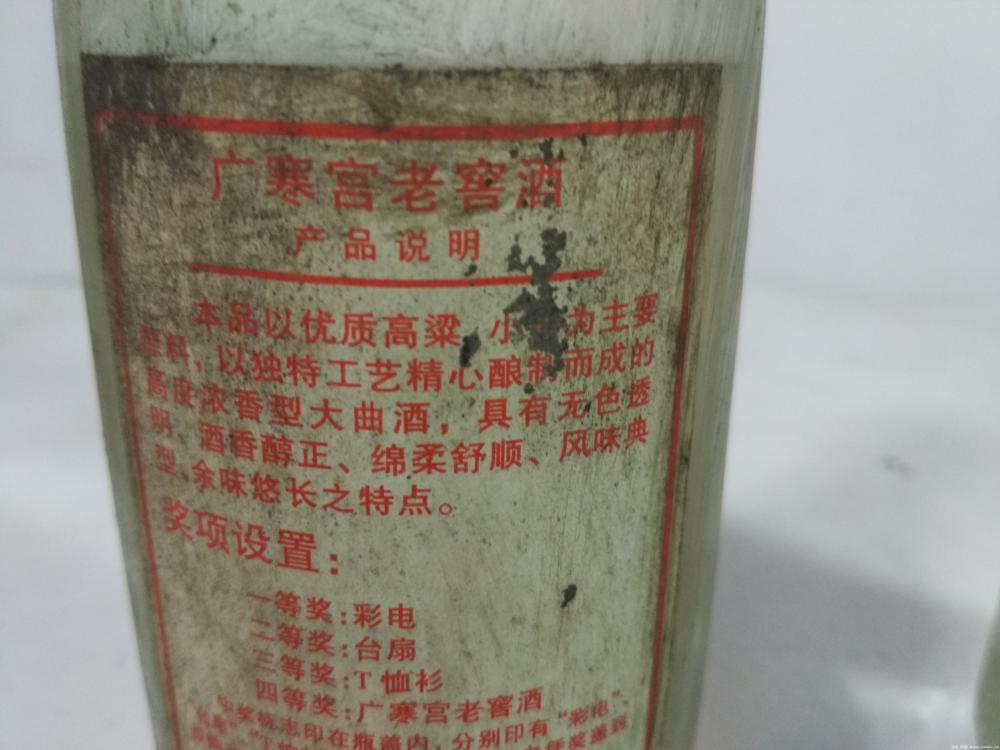 广寒宫老窖酒
产品说明
本品以优质高粱、小 为主要
原料，以独特工艺精心酿制而成的
高度浓香型大曲酒，具有无色透
明、酒香醇正、绵柔舒顺、风味典
型、余味悠长之特点。
奖项设置：
一等奖：彩电
二等奖：台扇
三等奖：T恤衫
四等奖：广寒宫老窖酒
中奖标志印在瓶盖内，分别印有“彩电”、